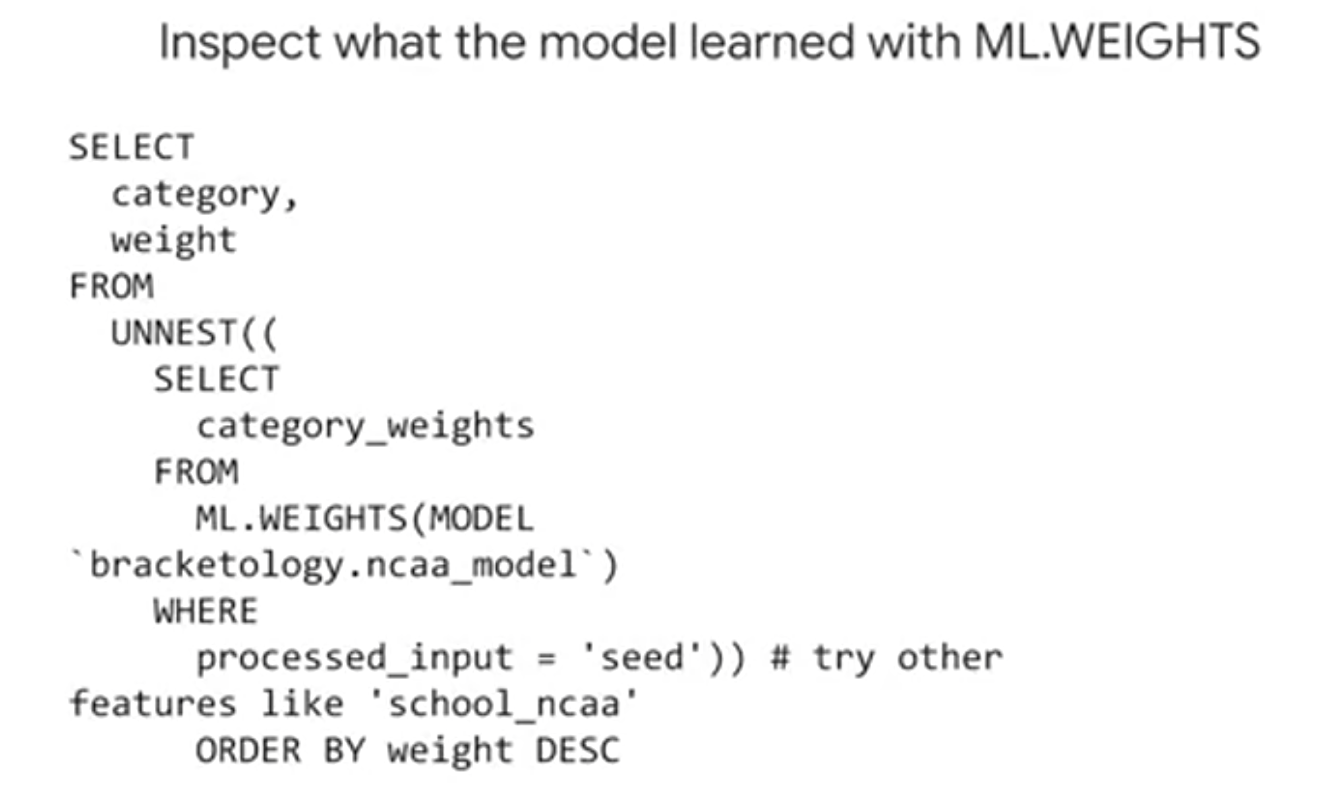 Inspect what the model learned with ML.WEIGHTS
SELECT
category,
weight
FROM
UNNEST((
SELECT
category_weights
FROM
ML.WEIGHTS(MODEL
`bracketology.ncaa_model`)
WHERE
processed_input = 'seed')) # try other
features like 'school_ncaa'
ORDER BY weight DESC